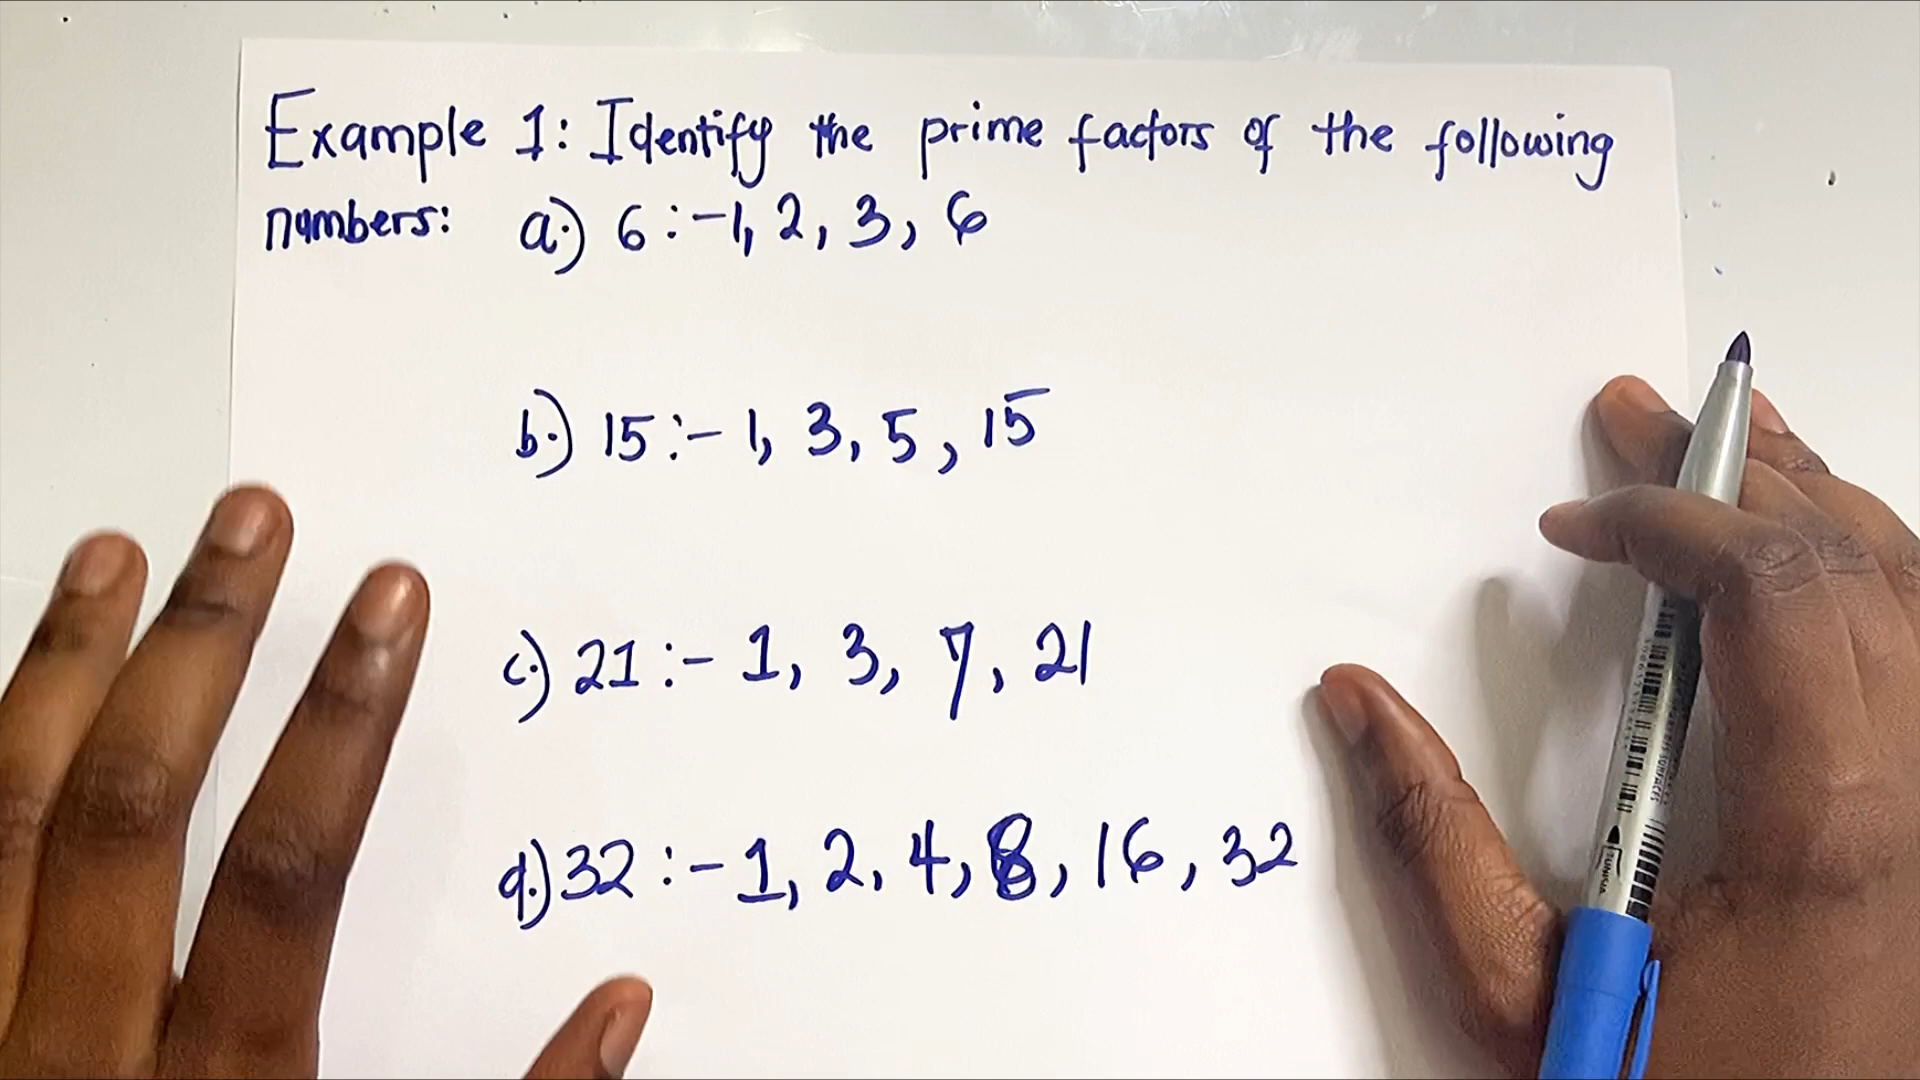 Example 1: Identify the prime factors of the following
numbers: a.) 6:- 1, 2, 3, 6
b.) 15:- 1, 3, 5, 15
c.) 21:- 1, 3, 7, 21
d.) 32:- 1, 2, 4, 8, 16, 32
TUNISIA